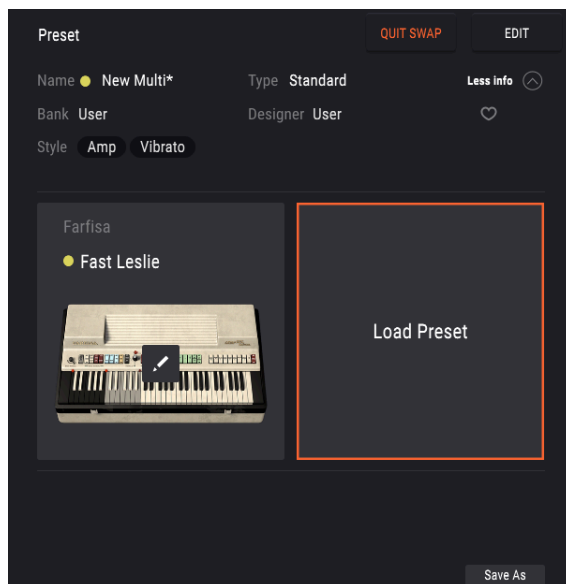 Preset QUIT SWAP EDIT
Name New Multi* Type Standard Less info
Bank User Designer User
Style Amp Vibrato
Farfisa
Fast Leslie
Load Preset
Save As